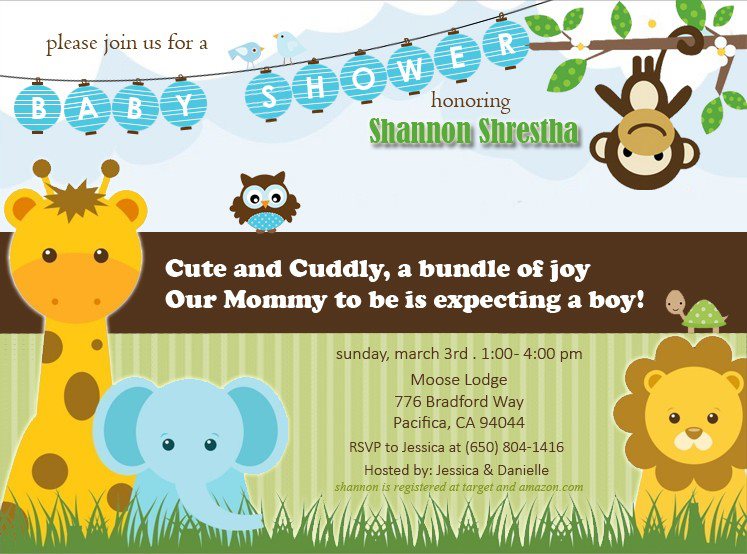 please join us for a
BABY SHOWER
honoring
Shannon Shrestha
Cute and Cuddly, a bundle of joy
Our Mommy to be is expecting a boy!
sunday, march 3rd . 1:00- 4:00 pm
Moose Lodge
776 Bradford Way
Pacifica, CA 94044
RSVP to Jessica at (650) 804-1416
Hosted by: Jessica & Danielle
shannon is registered at target and amazon.com